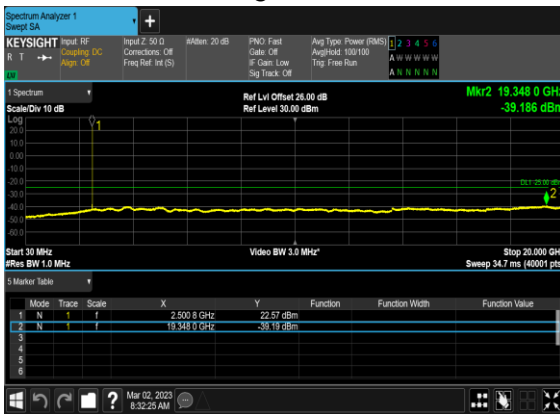 Spectrum Analyzer 1
Swept SA
KEYSIGHT Input: RF Input Z: 50 Ω #Atten: 20 dB PNO: Fast Avg Type: Power (RMS) 1 2 3 4 5 6
R T Coupling: DC Corrections: Off Gate: Off Avg|Hold: 100/100 A W W W W W
Align: Off Freq Ref: Int (S) IF Gain: Low Trig: Free Run
LV Sig Track: Off A N N N N N
1 Spectrum Ref Lvl Offset 26.00 dB Mkr2 19.348 0 GHz
Scale/Div 10 dB Ref Level 30.00 dBm -39.186 dBm
Log
20.0
1
10.0
0.00
-10.0
-20.0
DL1 -25.00 dBm
-30.0
2
-40.0
-50.0
-60.0
Start 30 MHz Video BW 3.0 MHz* Stop 20.000 GHz
#Res BW 1.0 MHz Sweep 34.7 ms (40001 pts)
5 Marker Table
Mode Trace Scale X Y Function Function Width Function Value
1 N 1 f 2.500 8 GHz 22.57 dBm
2 N 1 f 19.348 0 GHz -39.19 dBm
3
4
5
6
? Mar 02, 2023
8:32:25 AM